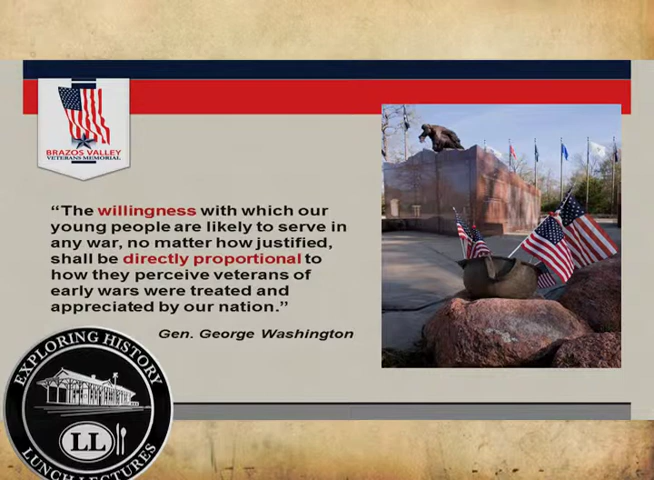 BRAZOS VALLEY
VETERANS MEMORIAL
“The willingness with which our
young people are likely to serve in
any war, no matter how justified,
shall be directly proportional to
how they perceive veterans of
early wars were treated and
appreciated by our nation.”
Gen. George Washington
EXPLORING HISTORY
LL
LUNCH LECTURES